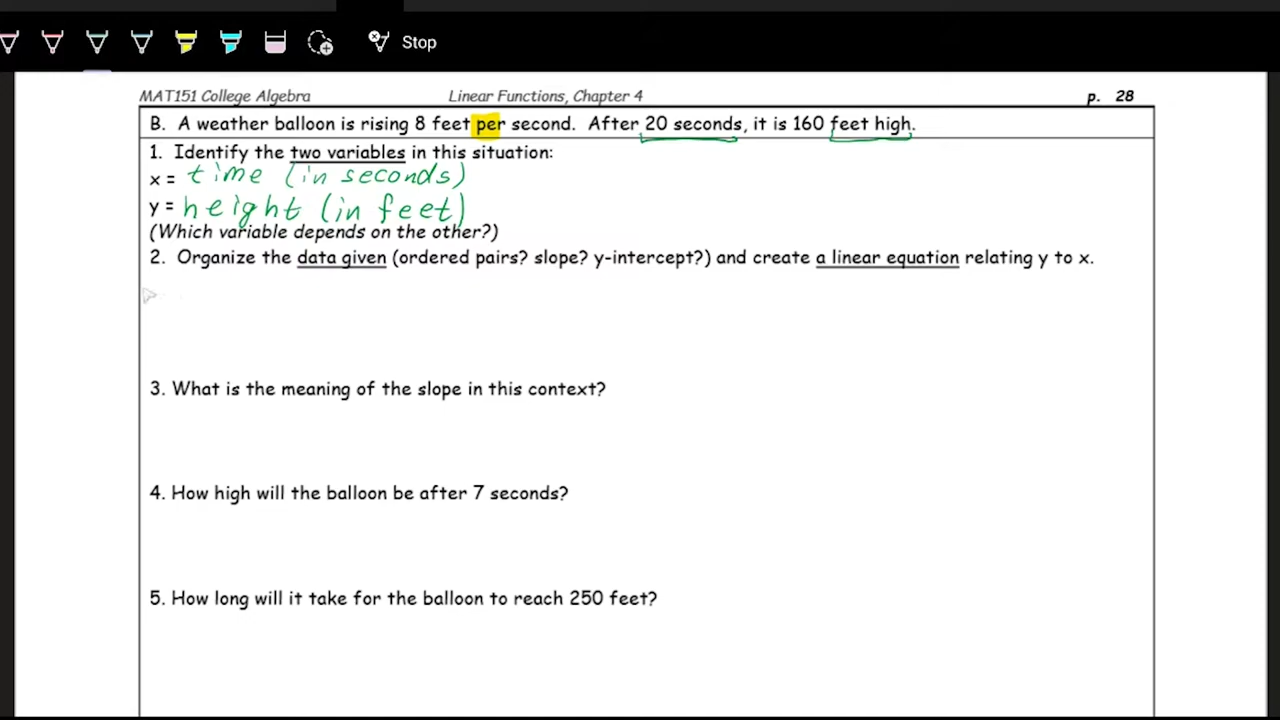 Stop
MAT151 College Algebra Linear Functions, Chapter 4 p. 28
B. A weather balloon is rising 8 feet per second. After 20 seconds, it is 160 feet high.
1. Identify the two variables in this situation:
x = time (in seconds)
y = height (in feet)
(Which variable depends on the other?)
2. Organize the data given (ordered pairs? slope? y-intercept?) and create a linear equation relating y to x.
3. What is the meaning of the slope in this context?
4. How high will the balloon be after 7 seconds?
5. How long will it take for the balloon to reach 250 feet?